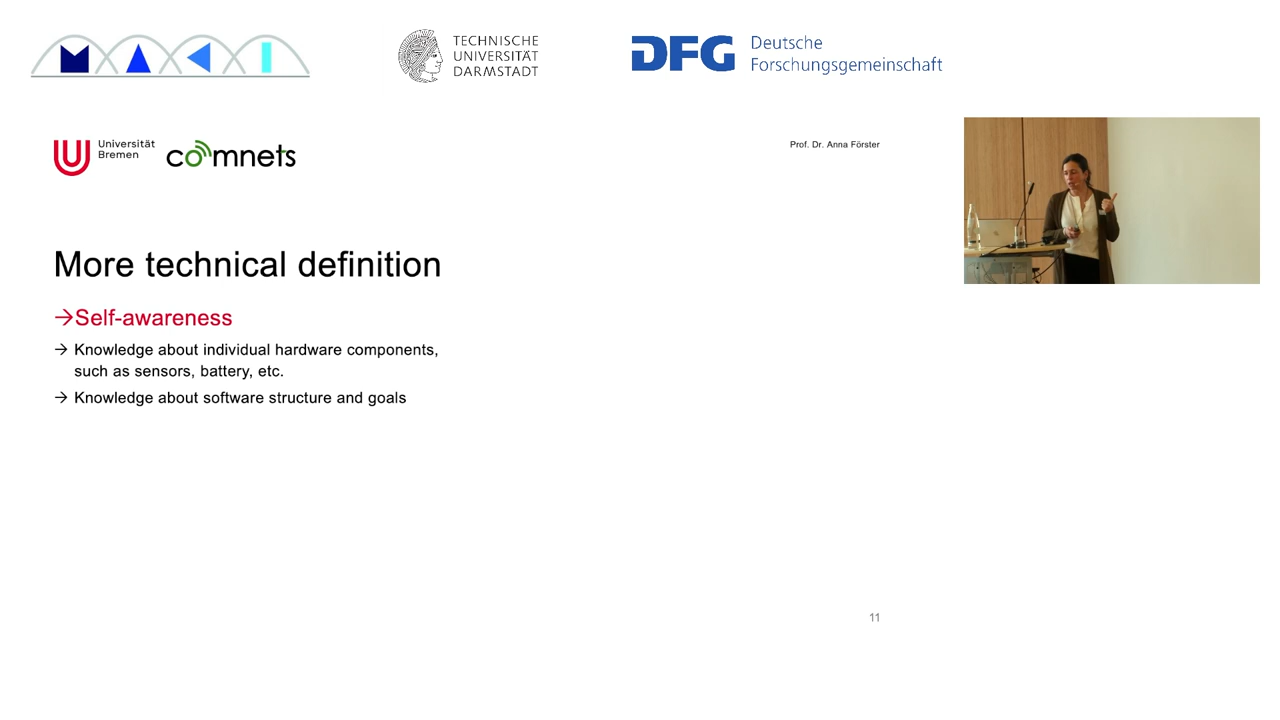 MAKI
TECHNISCHE
UNIVERSITÄT
DARMSTADT
DFG
Deutsche
Forschungsgemeinschaft
Universität
Bremen
comnets
Prof. Dr. Anna Förster
More technical definition
→Self-awareness
→ Knowledge about individual hardware components,
such as sensors, battery, etc.
→ Knowledge about software structure and goals
11